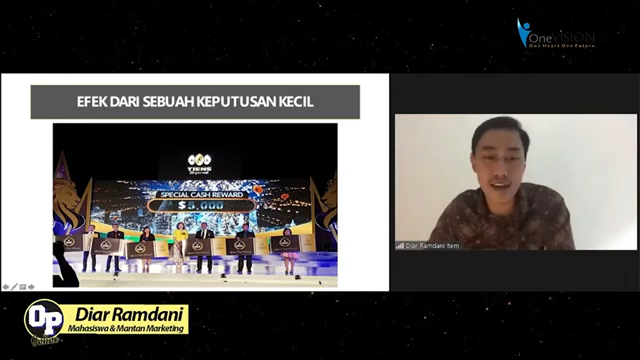 OneVISION
One Heart One Future
EFEK DARI SEBUAH KEPUTUSAN KECIL
TIENS
SPECIAL CASH REWARD
$5,000
Diar Ramdani Item
OP
Diar Ramdani
Mahasiswa & Mantan Marketing